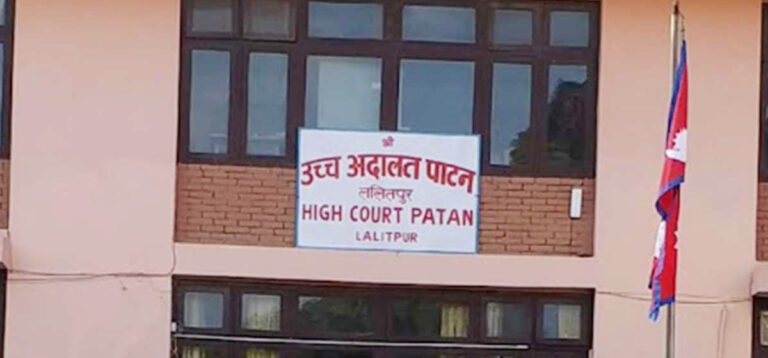 श्री
उच्च अदालत पाटन
ललितपुर
HIGH COURT PATAN
LALITPUR